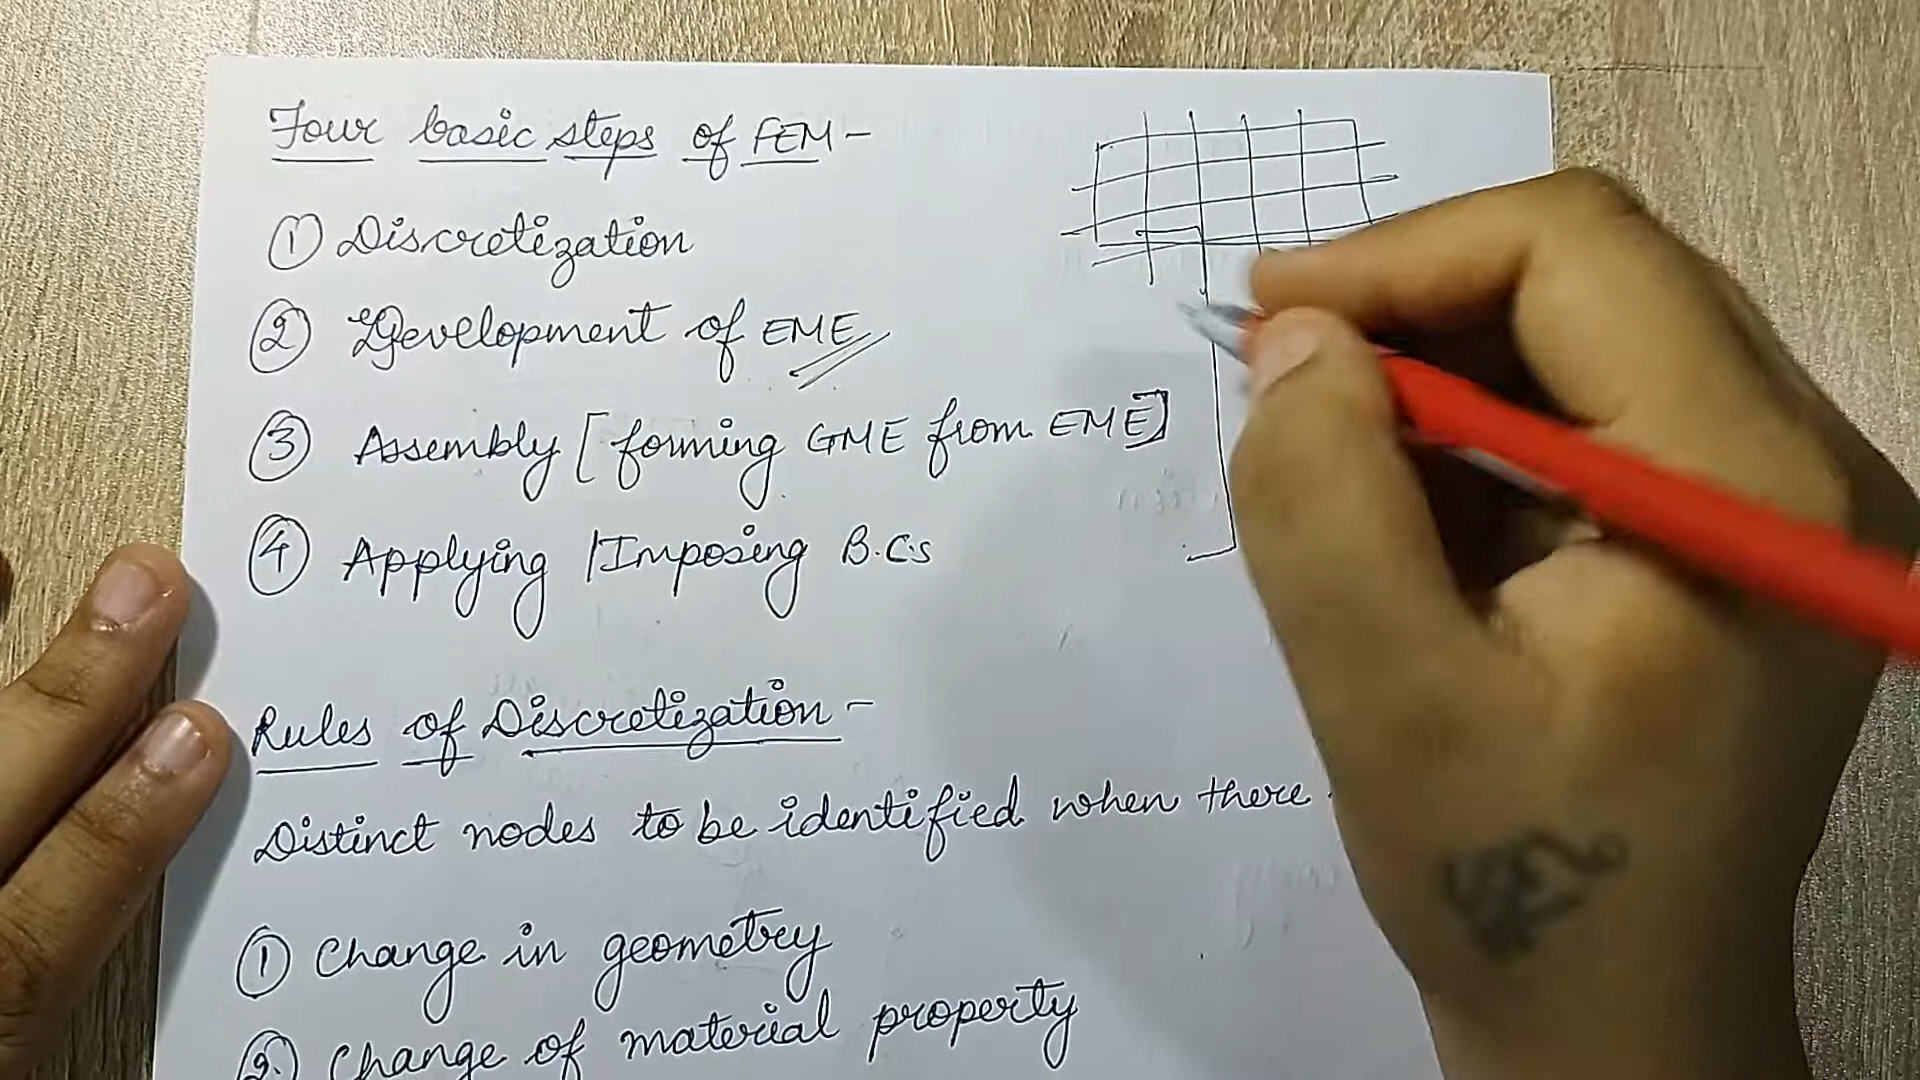 Four basic steps of FEM -
① Discretization
② Development of EME
③ Assembly [forming GME from EME]
④ Applying / Imposing B.C.s
Rules of Discretization -
Distinct nodes to be identified when there
① Change in geometry
②. Change of material property